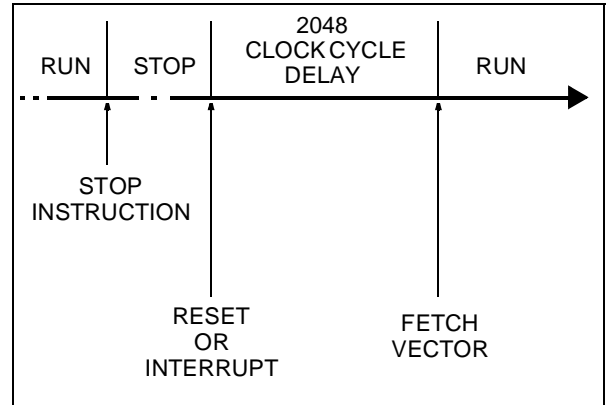 RUN
STOP
2048
CLOCK CYCLE
DELAY
RUN
STOP
INSTRUCTION
RESET
OR
INTERRUPT
FETCH
VECTOR